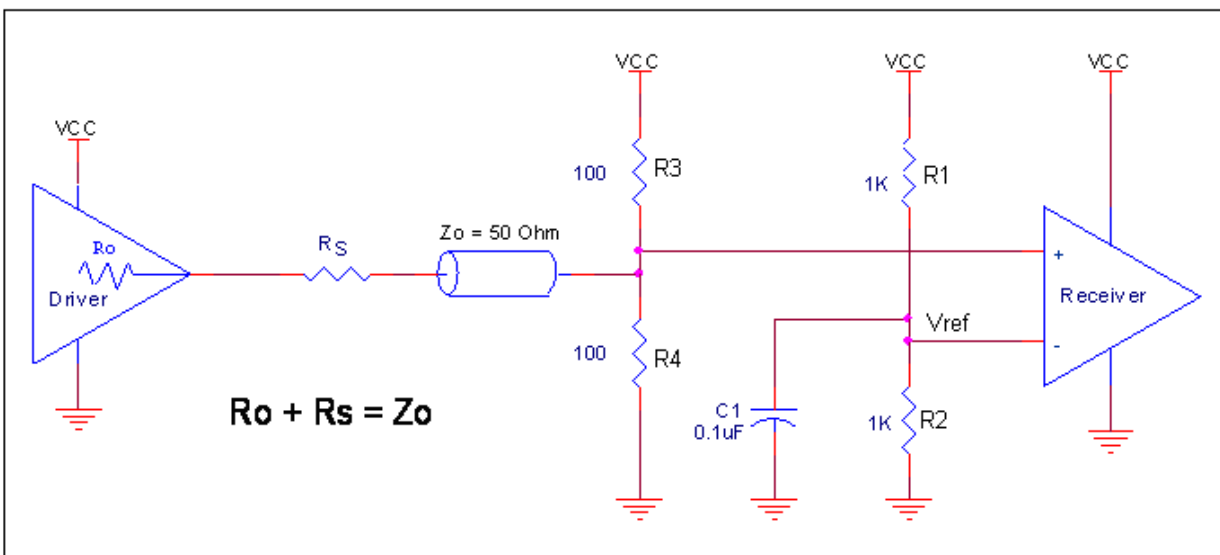 VCC
VCC
VCC
VCC
R3
100
R1
1K
Zo = 50 Ohm
RS
Ro
Driver
+
Receiver
Vref
-
R4
100
Ro + Rs = Zo
C1
0.1uF
R2
1K